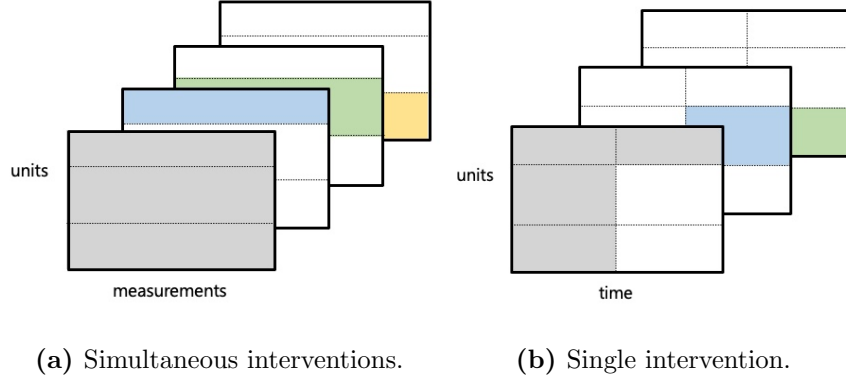 units
measurements
units
time
(a) Simultaneous interventions.
(b) Single intervention.